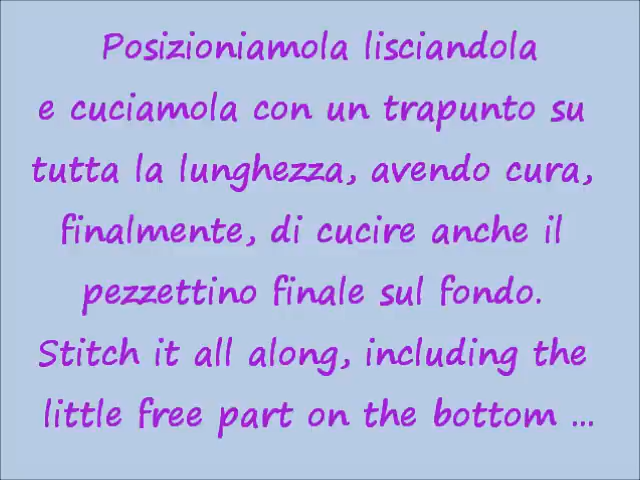 Posizioniamola lisciandola
e cuciamola con un trapunto su
tutta la lunghezza, avendo cura,
finalmente, di cucire anche il
pezzettino finale sul fondo.
Stitch it all along, including the
little free part on the bottom ...